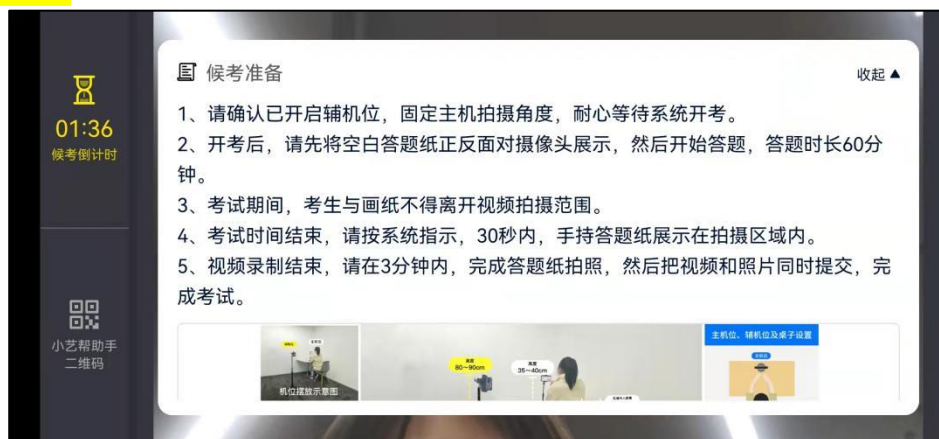 候考准备
收起▲
1、请确认已开启辅机位，固定主机拍摄角度，耐心等待系统开考。
2、开考后，请先将空白答题纸正反面对摄像头展示，然后开始答题，答题时长60分
钟。
3、考试期间，考生与画纸不得离开视频拍摄范围。
4、考试时间结束，请按系统指示，30秒内，手持答题纸展示在拍摄区域内。
5、视频录制结束，请在3分钟内，完成答题纸拍照，然后把视频和照片同时提交，完
成考试。
01:36
候考倒计时
小艺帮助手
二维码
机位摆放示意图
高度
80~90cm
高度
35~40cm
主机位、辅机位及桌子设置